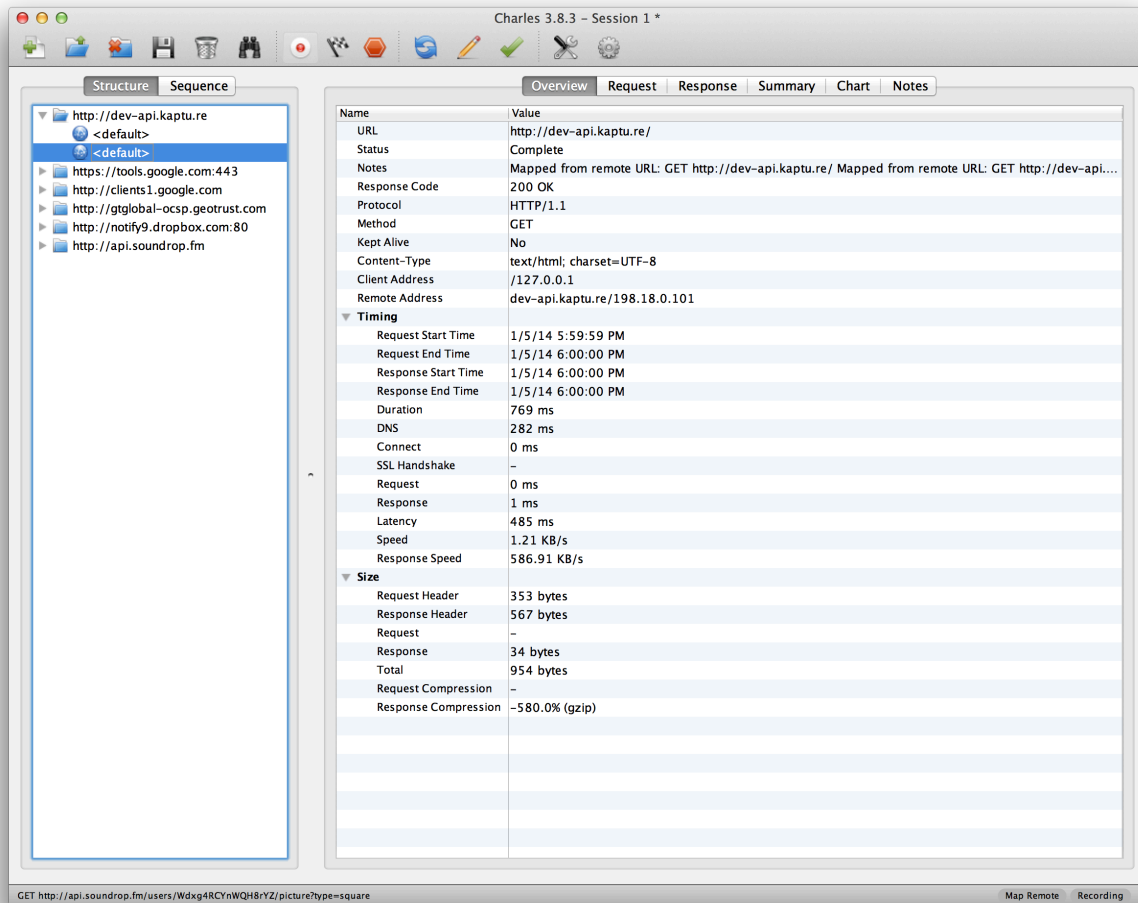 Charles 3.8.3 – Session 1 *
Structure Sequence
Overview Request Response Summary Chart Notes
http://dev-api.kaptu.re
<default>
<default>
https://tools.google.com:443
http://clients1.google.com
http://gtglobal-ocsp.geotrust.com
http://notify9.dropbox.com:80
http://api.soundrop.fm
Name Value
URL http://dev-api.kaptu.re/
Status Complete
Notes Mapped from remote URL: GET http://dev-api.kaptu.re/ Mapped from remote URL: GET http://dev-api....
Response Code 200 OK
Protocol HTTP/1.1
Method GET
Kept Alive No
Content-Type text/html; charset=UTF-8
Client Address /127.0.0.1
Remote Address dev-api.kaptu.re/198.18.0.101
Timing
Request Start Time 1/5/14 5:59:59 PM
Request End Time 1/5/14 6:00:00 PM
Response Start Time 1/5/14 6:00:00 PM
Response End Time 1/5/14 6:00:00 PM
Duration 769 ms
DNS 282 ms
Connect 0 ms
SSL Handshake –
Request 0 ms
Response 1 ms
Latency 485 ms
Speed 1.21 KB/s
Response Speed 586.91 KB/s
Size
Request Header 353 bytes
Response Header 567 bytes
Request –
Response 34 bytes
Total 954 bytes
Request Compression –
Response Compression -580.0% (gzip)
GET http://api.soundrop.fm/users/Wdxg4RCYnWQH8rYZ/picture?type=square
Map Remote Recording